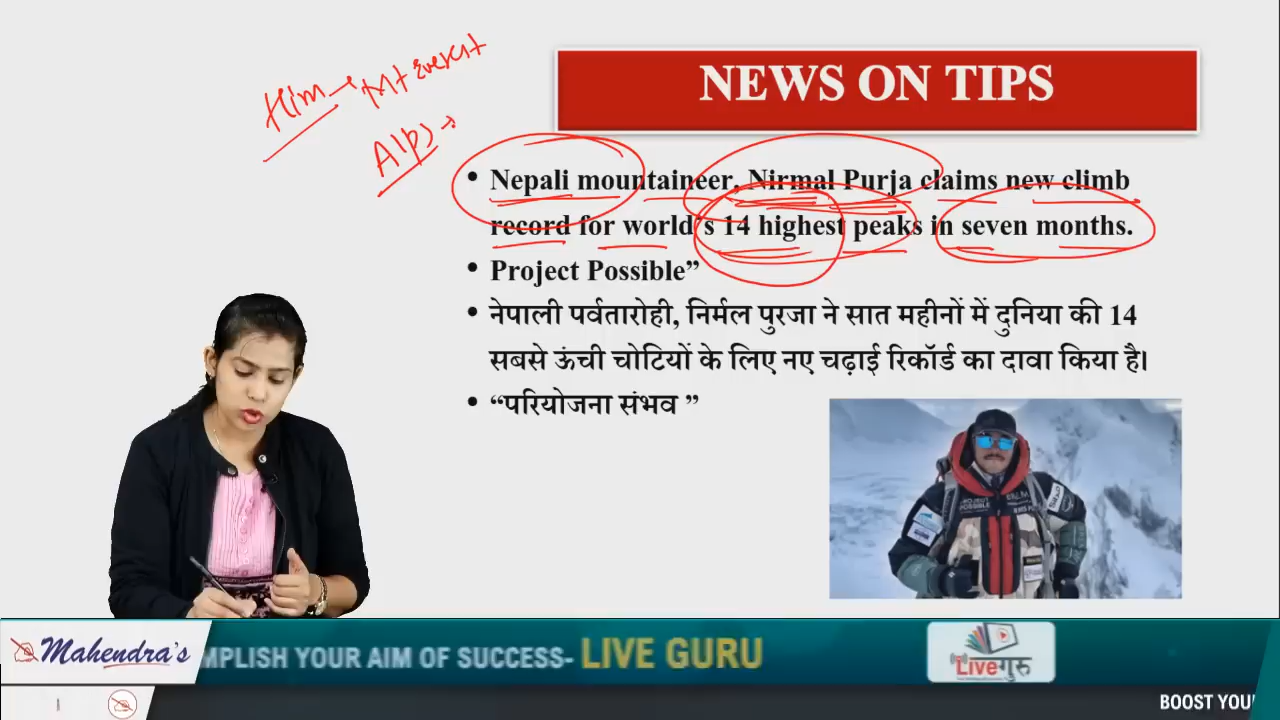 Him → Mt Everest
Alps →
NEWS ON TIPS
• Nepali mountaineer, Nirmal Purja claims new climb
record for world's 14 highest peaks in seven months.
• Project Possible”
• नेपाली पर्वतारोही, निर्मल पुरजा ने सात महीनों में दुनिया की 14
सबसे ऊंची चोटियों के लिए नए चढ़ाई रिकॉर्ड का दावा किया है।
• “परियोजना संभव ”
PROJECT
POSSIBLE
Mahendra's
MPLISH YOUR AIM OF SUCCESS- LIVE GURU
Liveगुरु
BOOST YOU